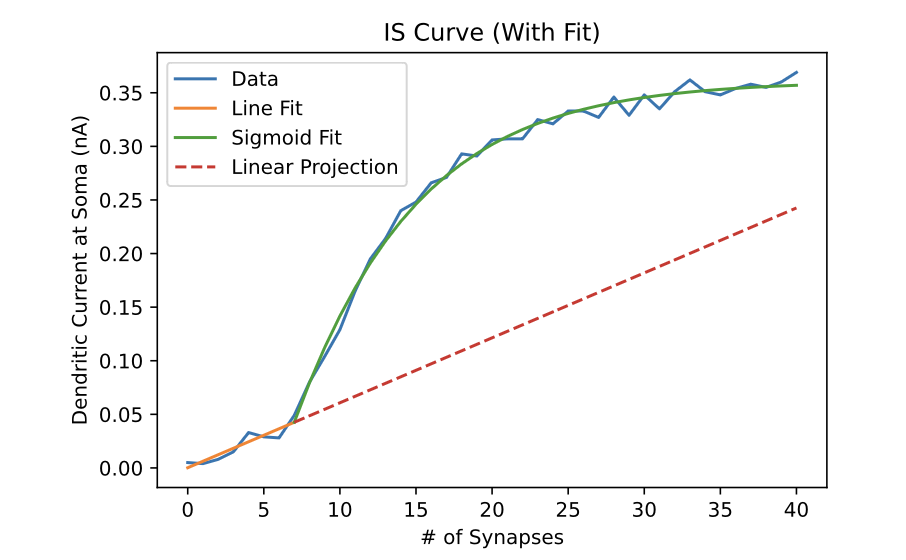 IS Curve (With Fit)
Data
Line Fit
Sigmoid Fit
Linear Projection
Dendritic Current at Soma (nA)
0.35
0.30
0.25
0.20
0.15
0.10
0.05
0.00
0 5 10 15 20 25 30 35 40
# of Synapses